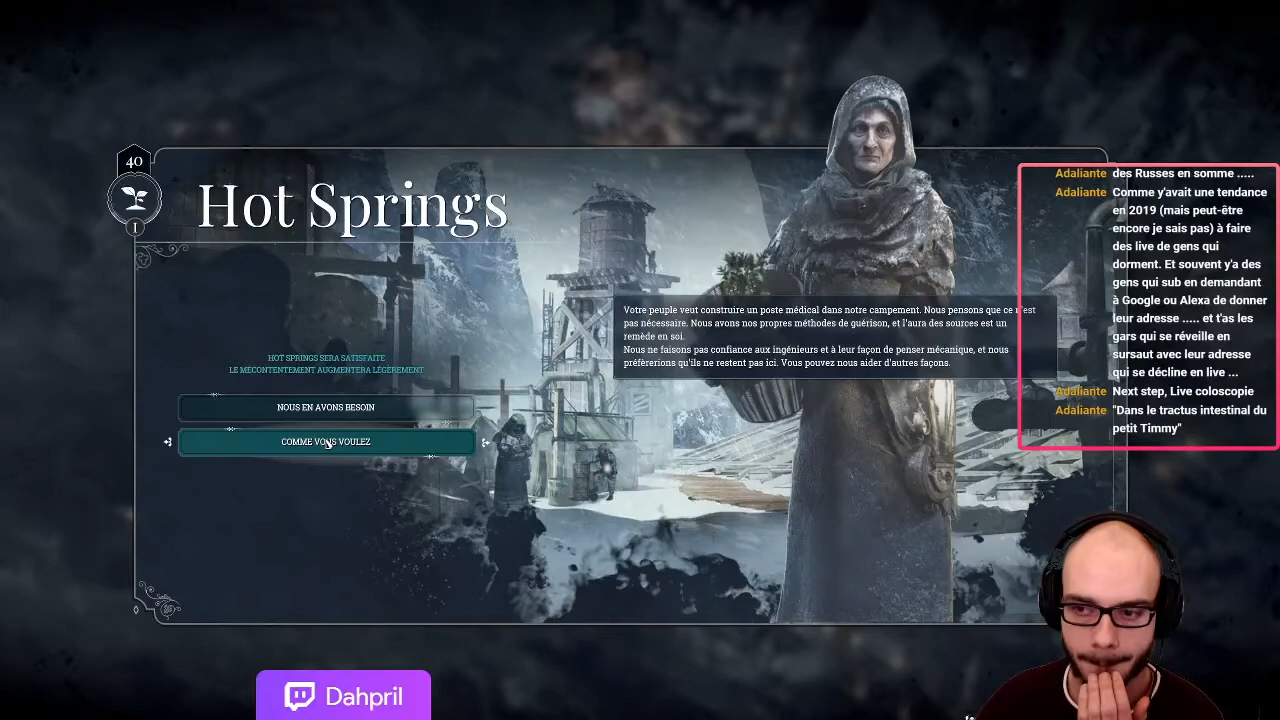 40
Hot Springs
I
HOT SPRINGS SERA SATISFAITE
LE MÉCONTENTEMENT AUGMENTERA LÉGÈREMENT
NOUS EN AVONS BESOIN
COMME VOUS VOULEZ
Votre peuple veut construire un poste médical dans notre campement. Nous pensons que ce n'est
pas nécessaire. Nous avons nos propres méthodes de guérison, et l'aura des sources est un
remède en soi.
Nous ne faisons pas confiance aux ingénieurs et à leur façon de penser mécanique, et nous
préférerions qu'ils ne restent pas ici. Vous pouvez nous aider d'autres façons.
Adaliante des Russes en somme .....
Adaliante Comme y'avait une tendance
en 2019 (mais peut-être
encore je sais pas) à faire
des live de gens qui
dorment. Et souvent y'a des
gens qui sub en demandant
à Google ou Alexa de donner
leur adresse ..... et t'as les
gars qui se réveille en
sursaut avec leur adresse
qui se décline en live ...
Adaliante Next step, Live coloscopie
Adaliante "Dans le tractus intestinal du
petit Timmy"
Dahpril